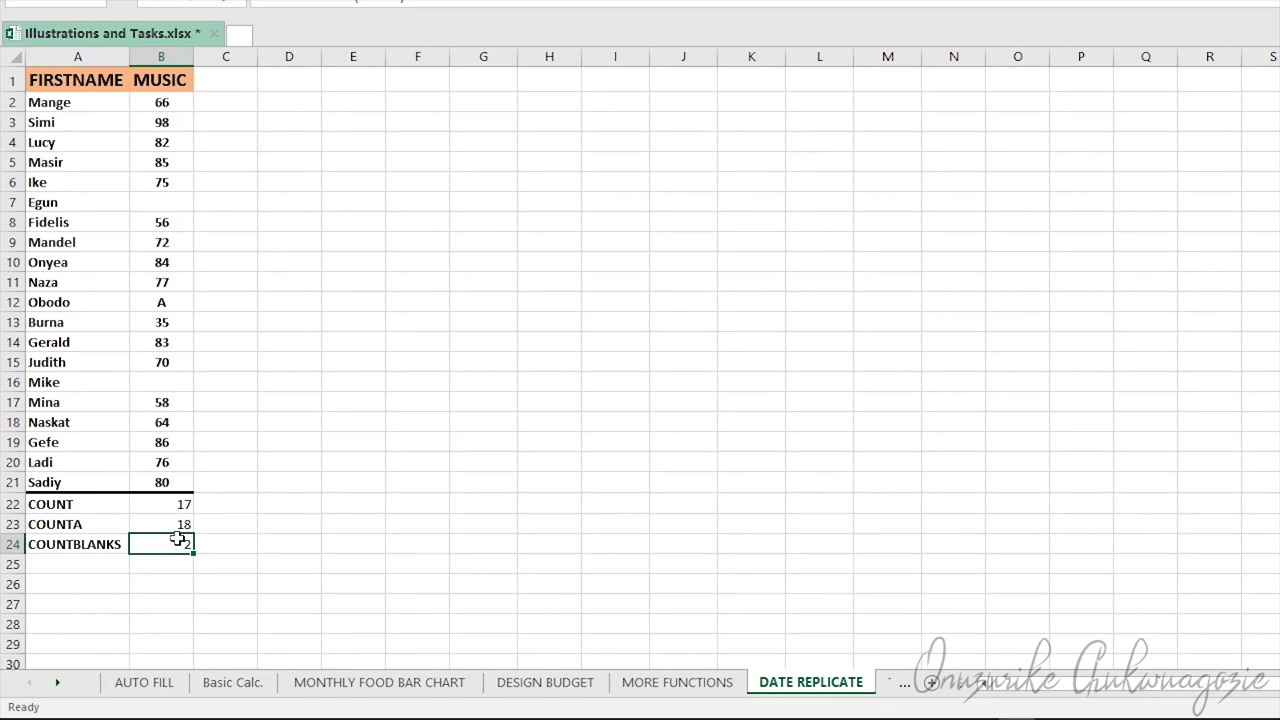 Illustrations and Tasks.xlsx *
A B C D E F G H I J K L M N O P Q R S
1 FIRSTNAME MUSIC
2 Mange 66
3 Simi 98
4 Lucy 82
5 Masir 85
6 Ike 75
7 Egun
8 Fidelis 56
9 Mandel 72
10 Onyea 84
11 Naza 77
12 Obodo A
13 Burna 35
14 Gerald 83
15 Judith 70
16 Mike
17 Mina 58
18 Naskat 64
19 Gefe 86
20 Ladi 76
21 Sadiy 80
22 COUNT 17
23 COUNTA 18
24 COUNTBLANKS 2
25
26
27
28
29
30
AUTO FILL Basic Calc. MONTHLY FOOD BAR CHART DESIGN BUDGET MORE FUNCTIONS DATE REPLICATE ...
Onuzurike Chukwuagozie
Ready